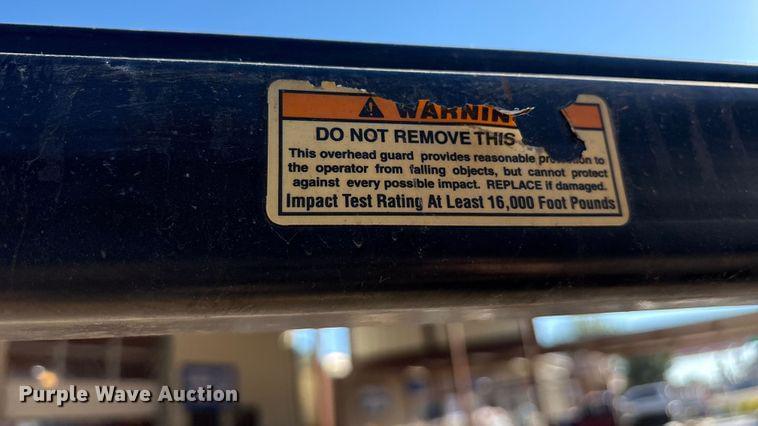 WARNIN
DO NOT REMOVE THIS
This overhead guard provides reasonable to
the operator from falling objects, but cannot protect
against every possible impact. REPLACE if damaged.
Impact Test Rating At Least 16,000 Foot Pounds
Purple Wave Auction